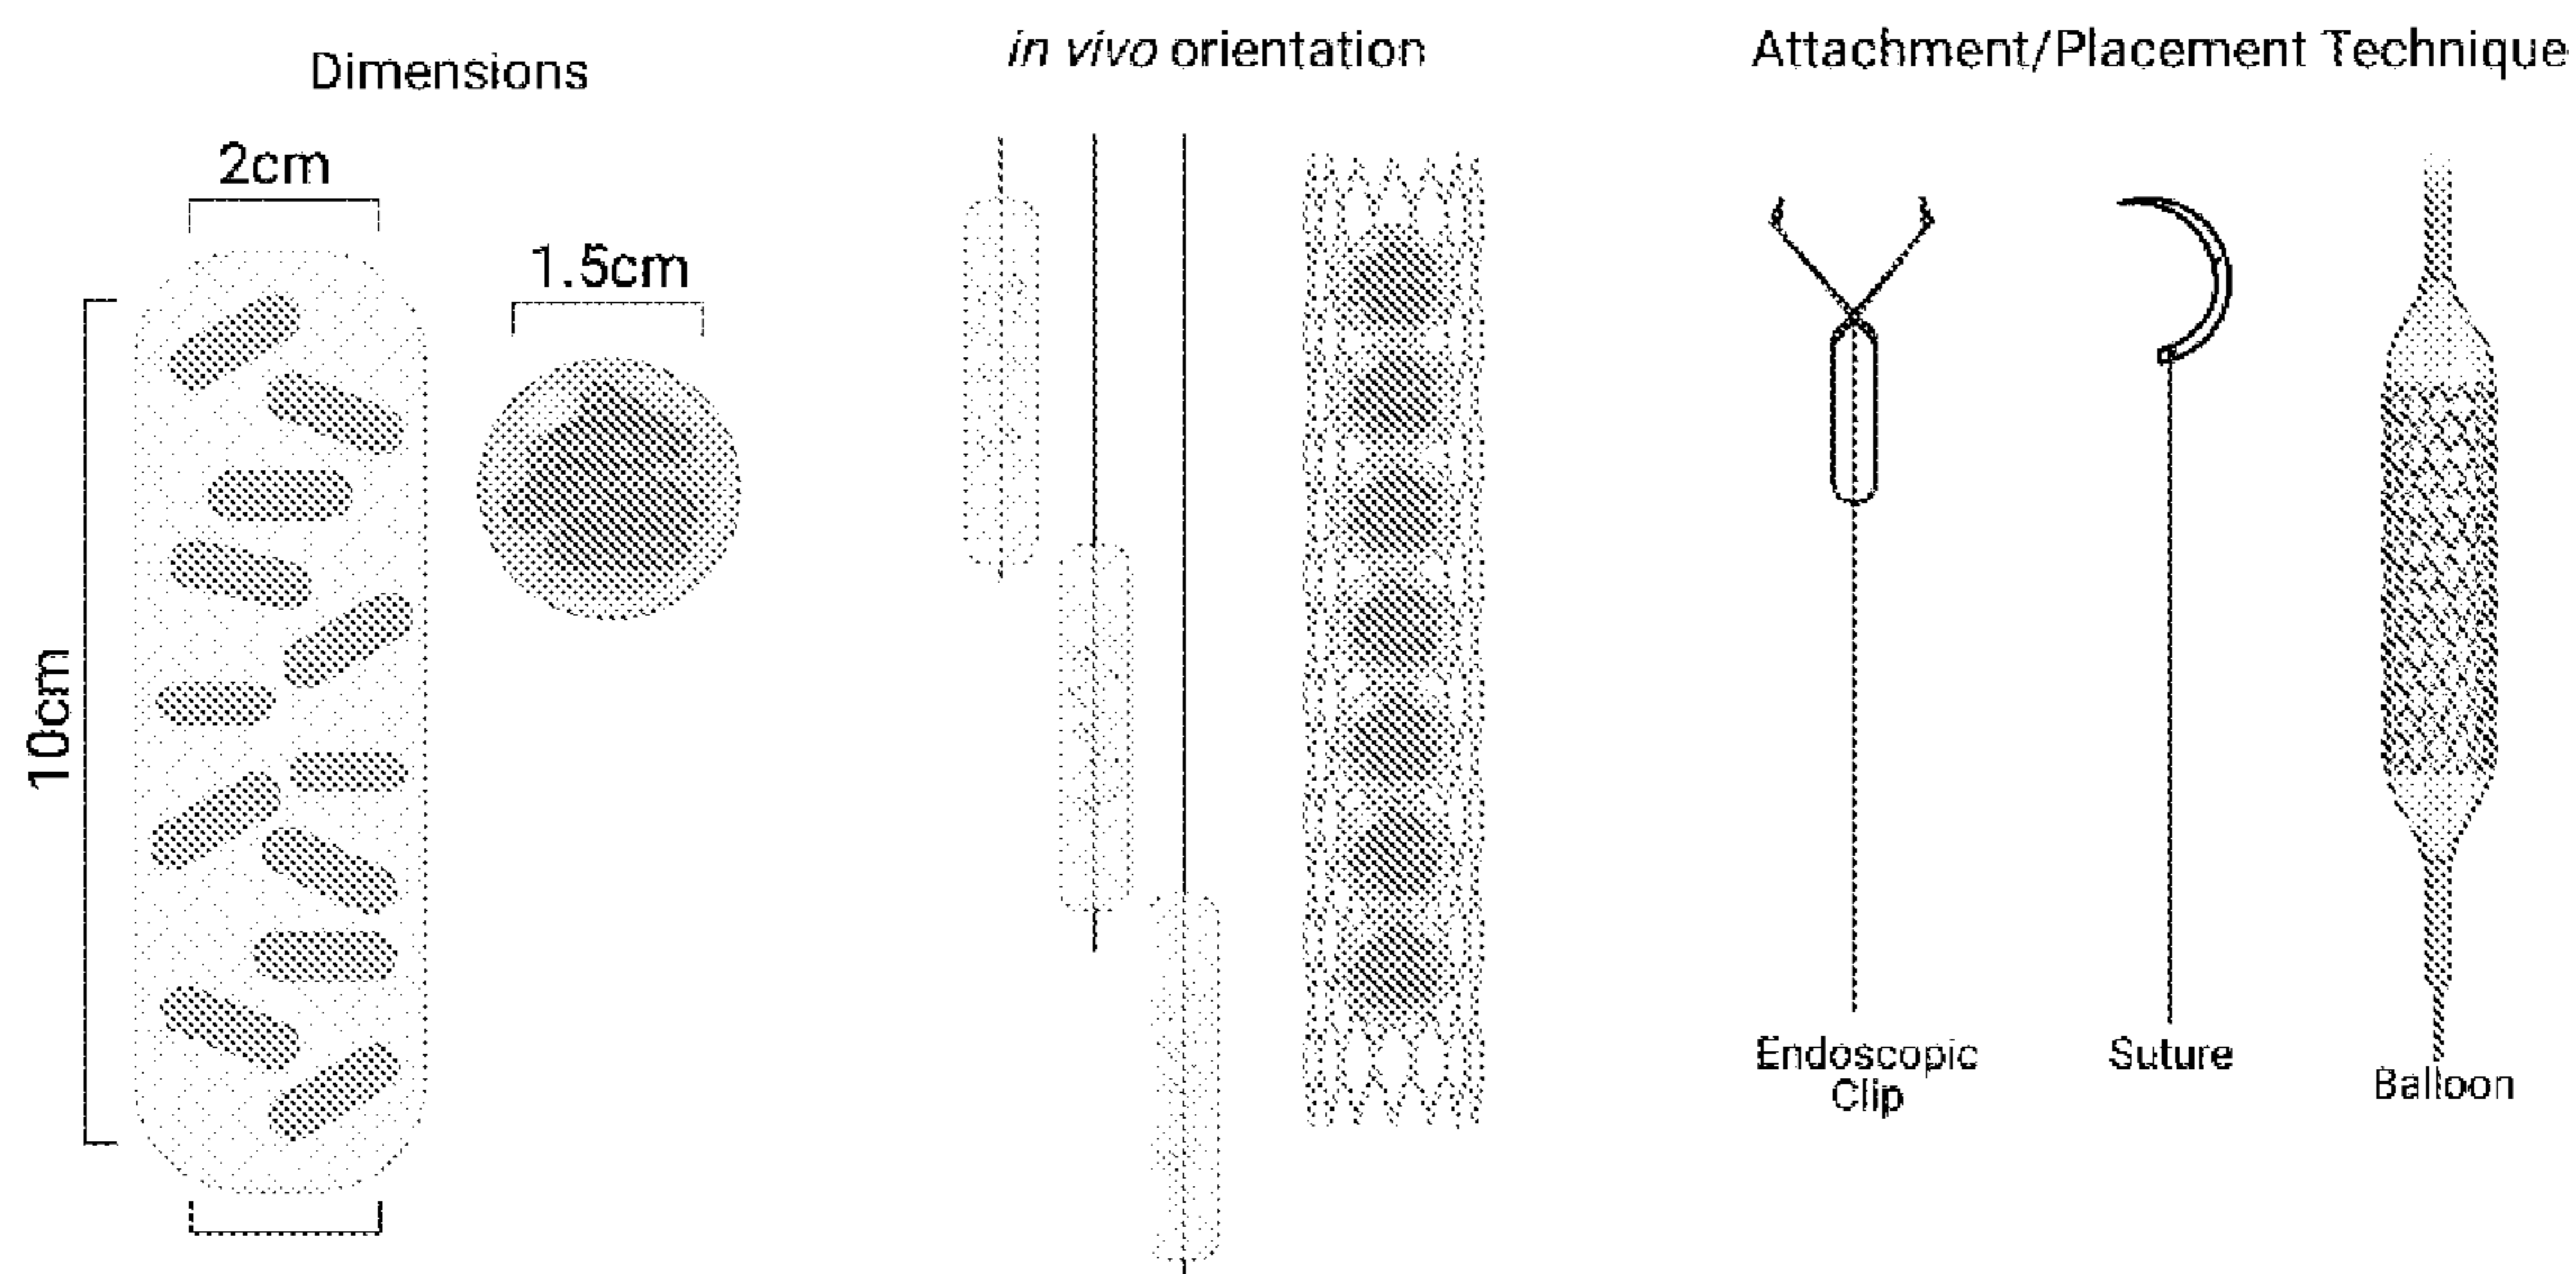 Dimensions
2cm
1.5cm
10cm
in vivo orientation
Attachment/Placement Technique
Endoscopic
Clip
Suture
Balloon